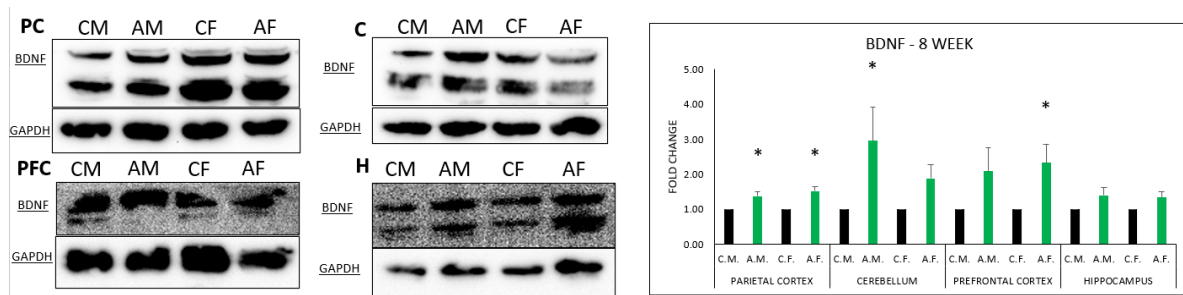 PC CM AM CF AF
BDNF
GAPDH
C CM AM CF AF
BDNF
GAPDH
PFC CM AM CF AF
BDNF
GAPDH
H CM AM CF AF
BDNF
GAPDH
BDNF - 8 WEEK
FOLD CHANGE
5.00
4.00
3.00
2.00
1.00
0.00
* * * *
C.M. A.M. C.F. A.F. C.M. A.M. C.F. A.F. C.M. A.M. C.F. A.F. C.M. A.M. C.F. A.F.
PARIETAL CORTEX CEREBELLUM PREFRONTAL CORTEX HIPPOCAMPUS